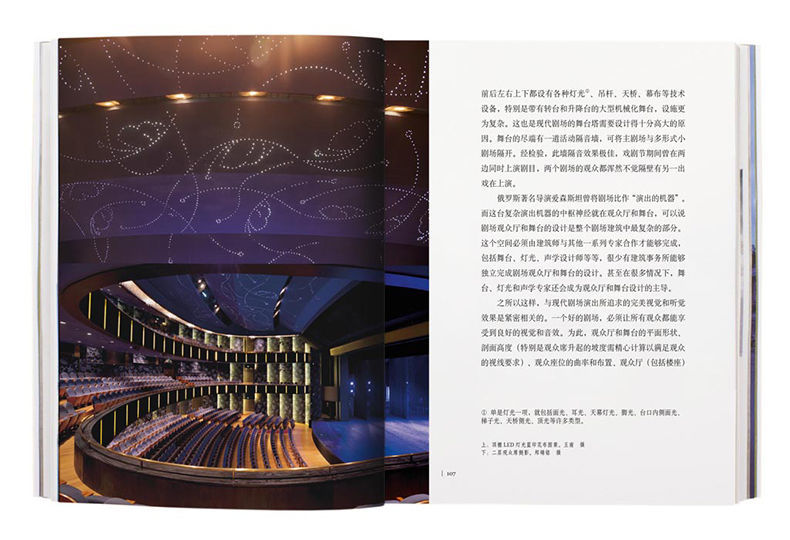 前后左右上下都设有各种灯光①、吊杆、天桥、幕布等技术
设备，特别是带有转台和升降台的大型机械化舞台，设施更
为复杂。这也是现代剧场的舞台塔需要设计得十分高大的原
因。舞台的尽端有一道活动隔音墙，可将主剧场与多形式小
剧场隔开。经检验，此墙隔音效果极佳，戏剧节期间曾在两
边同时上演剧目，两个剧场的观众都浑然不觉隔壁有另一出
戏在上演。
俄罗斯著名导演爱森斯坦曾将剧场比作“演出的机器”。
而这台复杂演出机器的中枢神经就在观众厅和舞台，可以说
剧场观众厅和舞台的设计是整个剧场建筑中最复杂的部分。
这个空间必须由建筑师与其他一系列专家合作才能够完成，
包括舞台、灯光、声学设计师等等，很少有建筑事务所能够
独立完成剧场观众厅和舞台的设计。甚至在很多情况下，舞
台、灯光和声学专家还会成为观众厅和舞台设计的主导。
之所以这样，与现代剧场演出所追求的完美视觉和听觉
效果是紧密相关的。一个好的剧场，必须让所有观众都能享
受到良好的视觉和音效。为此，观众厅和舞台的平面形状、
剖面高度（特别是观众席升起的坡度需精心计算以满足观众
的视线要求）、观众座位的曲率和布置、观众厅（包括楼座）
① 单是灯光一项，就包括面光、耳光、天幕灯光、脚光、台口内侧面光、
梯子光、天桥侧光、顶光等许多类型。
上：顶棚 LED 灯光蓝印花布图案，王南 摄
下：二层观众席侧影，摄
107